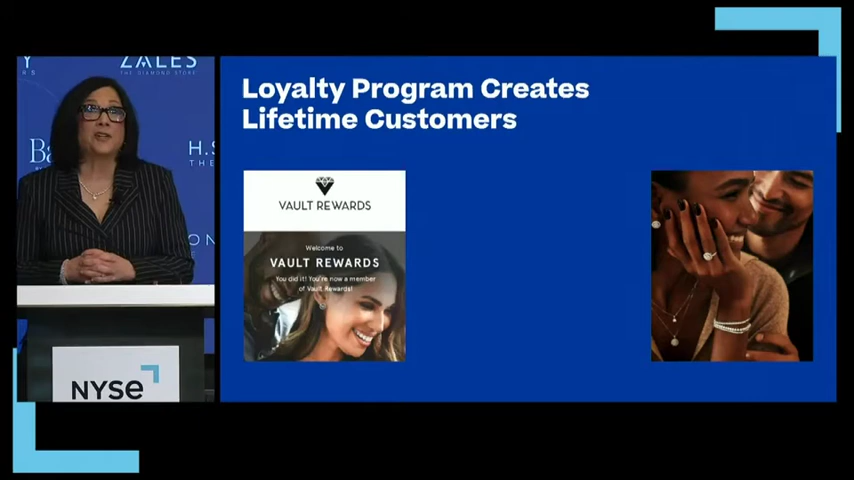 ZALES
THE DIAMOND STORE
Loyalty Program Creates
Lifetime Customers
VAULT REWARDS
Welcome to
VAULT REWARDS
You did it! You're now a member
of Vault Rewards!
NYSE